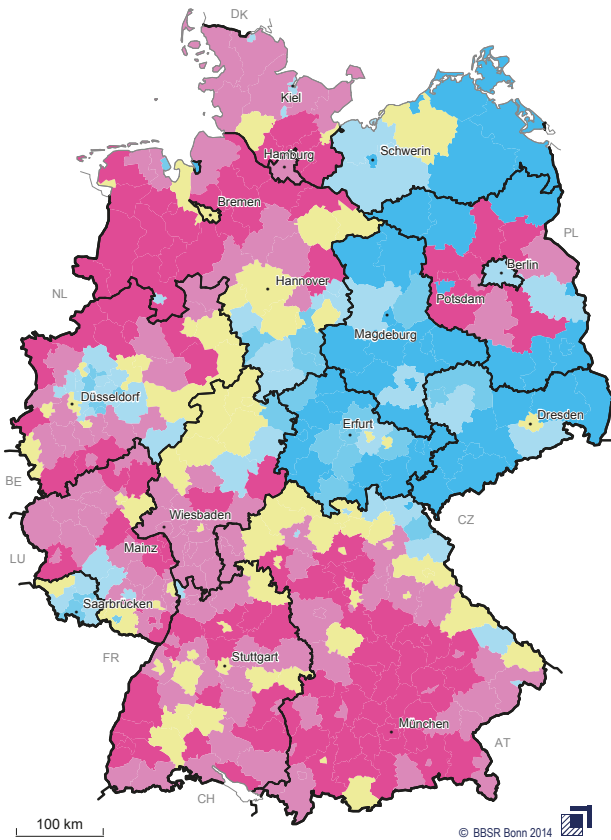 DK
Kiel
Hamburg
Schwerin
Bremen
PL
Berlin
NL
Hannover
Potsdam
Magdeburg
Düsseldorf
Erfurt
Dresden
BE
Wiesbaden
CZ
LU
Mainz
Saarbrücken
FR
Stuttgart
München
AT
CH
100 km
© BBSR Bonn 2014